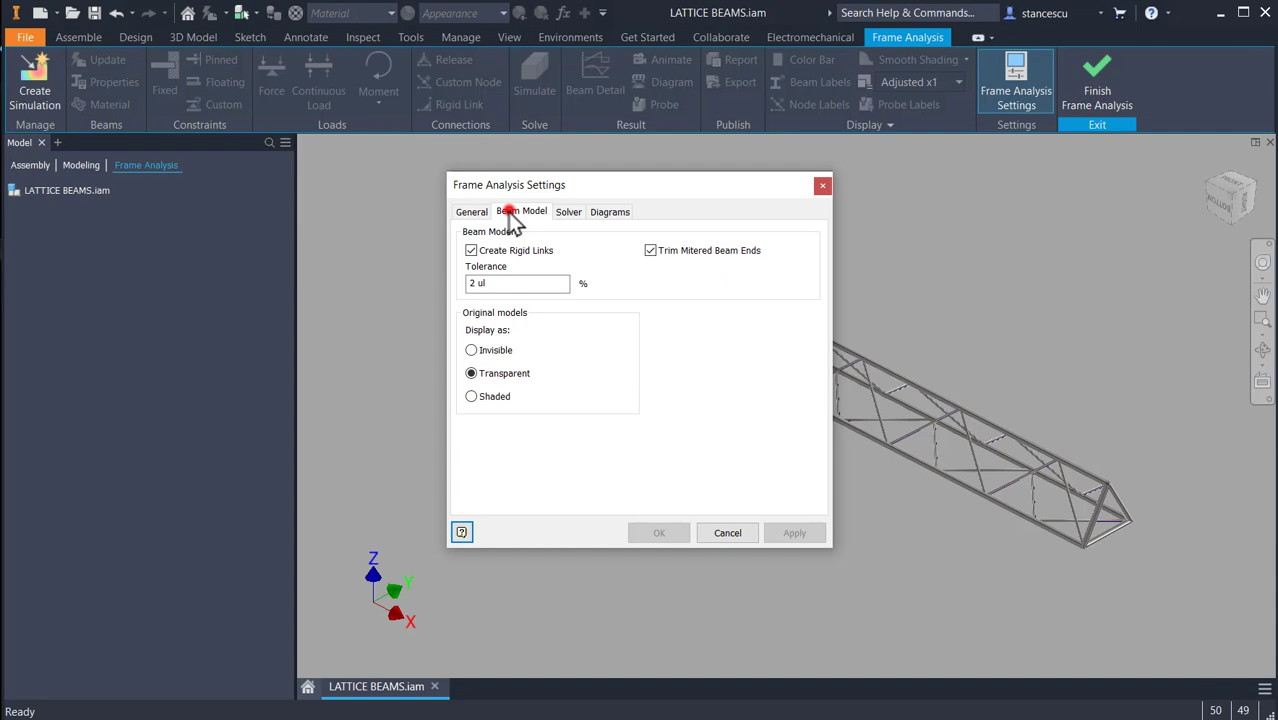 Material
Appearance
LATTICE BEAMS.iam
Search Help & Commands...
stancescu
File
Assemble
Design
3D Model
Sketch
Annotate
Inspect
Tools
Manage
View
Environments
Get Started
Collaborate
Electromechanical
Frame Analysis
Create Simulation
Update
Properties
Material
Fixed
Pinned
Floating
Custom
Force
Continuous Load
Moment
Release
Custom Node
Rigid Link
Simulate
Beam Detail
Animate
Diagram
Probe
Report
Export
Color Bar
Beam Labels
Node Labels
Smooth Shading
Adjusted x1
Probe Labels
Frame Analysis Settings
Finish Frame Analysis
Manage
Beams
Constraints
Loads
Connections
Solve
Result
Publish
Display
Settings
Exit
Model
Assembly
Modeling
Frame Analysis
LATTICE BEAMS.iam
Frame Analysis Settings
General
Beam Model
Solver
Diagrams
Beam Model
Create Rigid Links
Trim Mitered Beam Ends
Tolerance
2 ul
%
Original models
Display as:
Invisible
Transparent
Shaded
OK
Cancel
Apply
BACK
BOTTOM
Z
Y
X
LATTICE BEAMS.iam
Ready
50
49